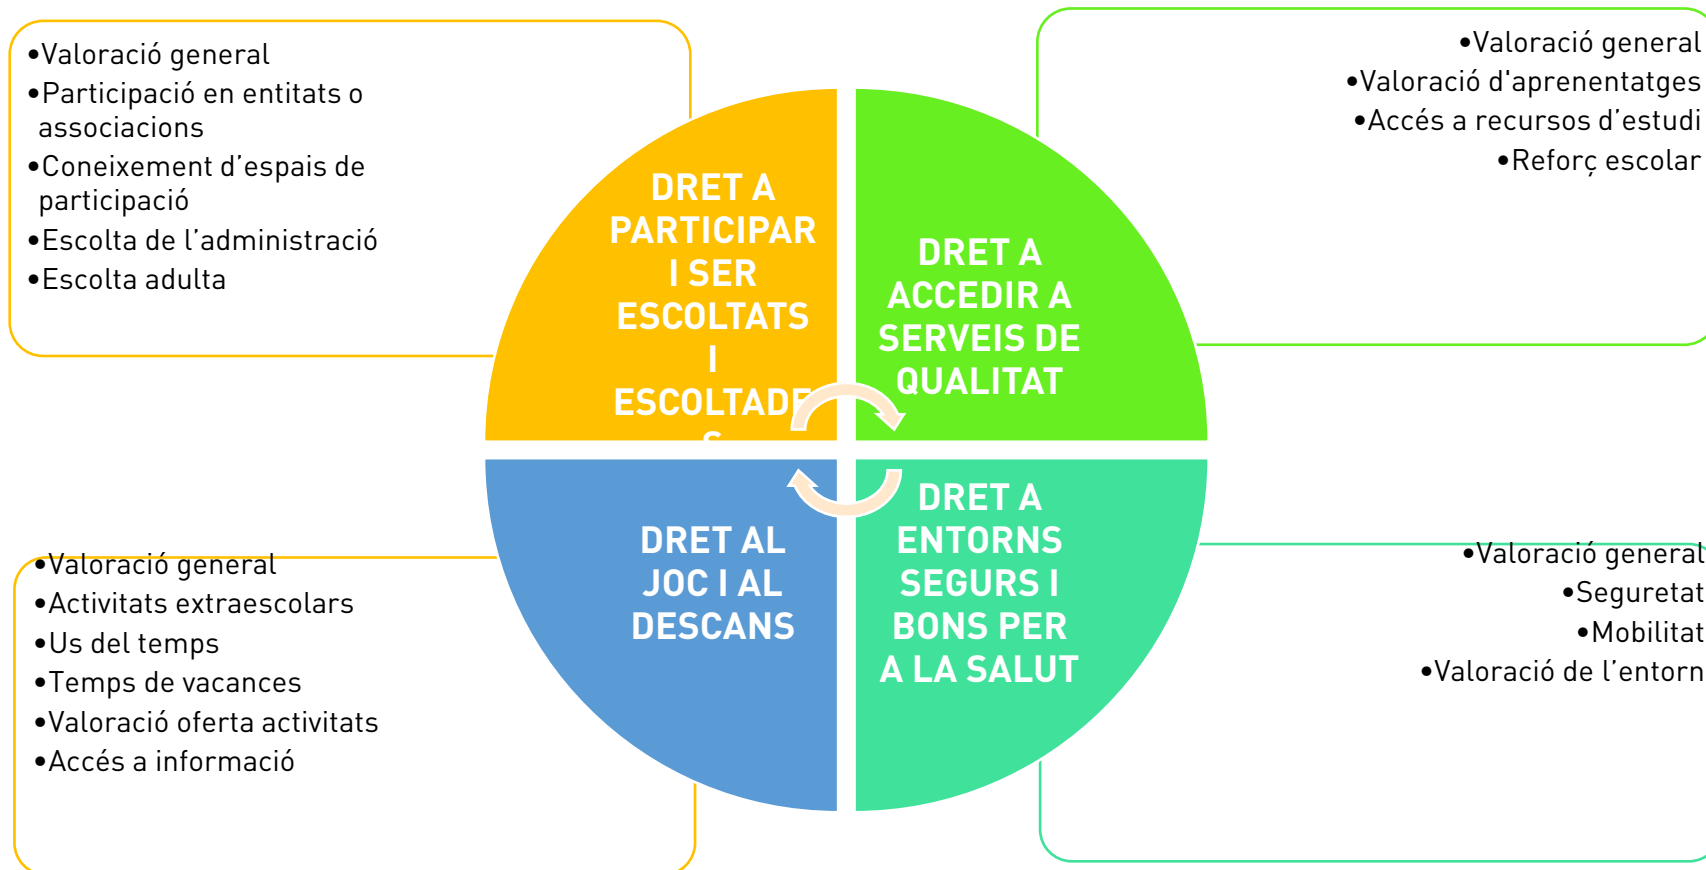 •Valoració general
•Participació en entitats o
associacions
•Coneixement d’espais de
participació
•Escolta de l’administració
•Escolta adulta
•Valoració general
•Valoració d'aprenentatges
•Accés a recursos d’estudi
•Reforç escolar
DRET A
PARTICIPAR
I SER
ESCOLTATS
I
ESCOLTADE
S
DRET A
ACCEDIR A
SERVEIS DE
QUALITAT
DRET AL
JOC I AL
DESCANS
DRET A
ENTORNS
SEGURS I
BONS PER
A LA SALUT
•Valoració general
•Activitats extraescolars
•Us del temps
•Temps de vacances
•Valoració oferta activitats
•Accés a informació
•Valoració general
•Seguretat
•Mobilitat
•Valoració de l’entorn